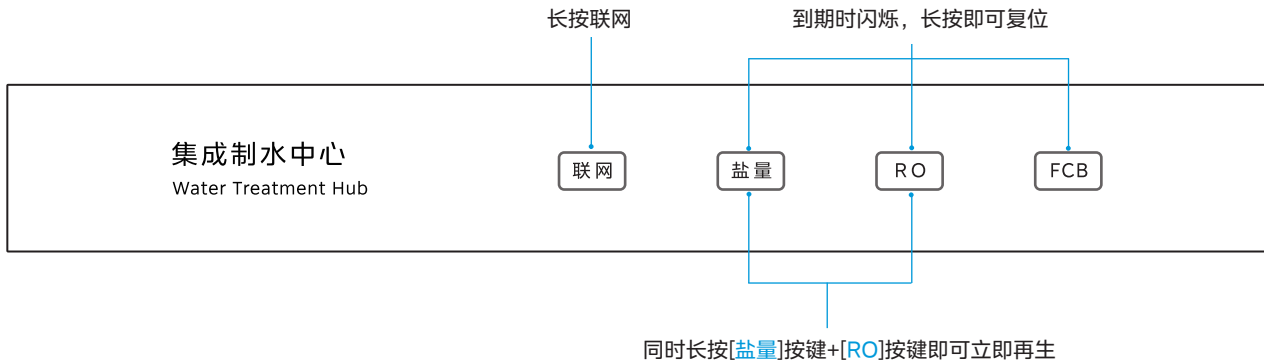 长按联网
到期时闪烁，长按即可复位
集成制水中心
Water Treatment Hub
联网
盐量
RO
FCB
同时长按[盐量]按键+[RO]按键即可立即再生